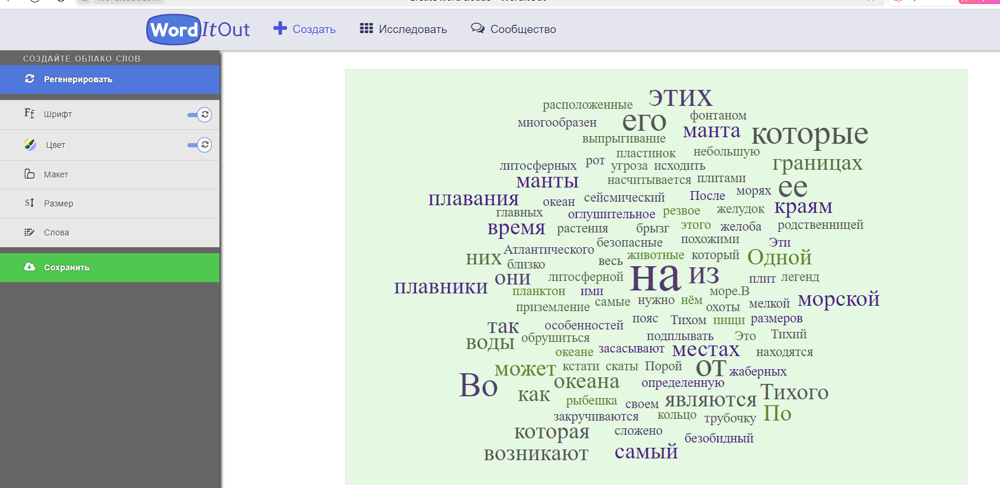 WordItOut
Создать
Исследовать
Сообщество
СОЗДАЙТЕ ОБЛАКО СЛОВ
Регенерировать
Шрифт
Цвет
Макет
Размер
Слова
Сохранить
этих
расположенные
фонтаном
многообразен его манта которые
выпрыгивание
пластинок небольшую
литосферных рот угроза исходить границах
манты насчитывается плитами
ее
плавания океан сейсмический После морях
главных оглушительное резвое желудок краям
время растения брызг этого желоба родственницей
безопасные похожими Эти
Атлантического
них близко весь животные который Одной
они литосферной на из плит легенд
плавники планктон ими море.В
приземление самые нужно нём охоты мелкой морской
так особенностей пояс Тихом пищи размеров
воды обрушиться подплывать Это Тихий
океане засасывают местах находятся
может кстати скаты Порой от жаберных
Во океана определенную
как рыбешка своем являются Тихого
закручиваются кольцо трубочку По
которая сложено безобидный
возникают самый